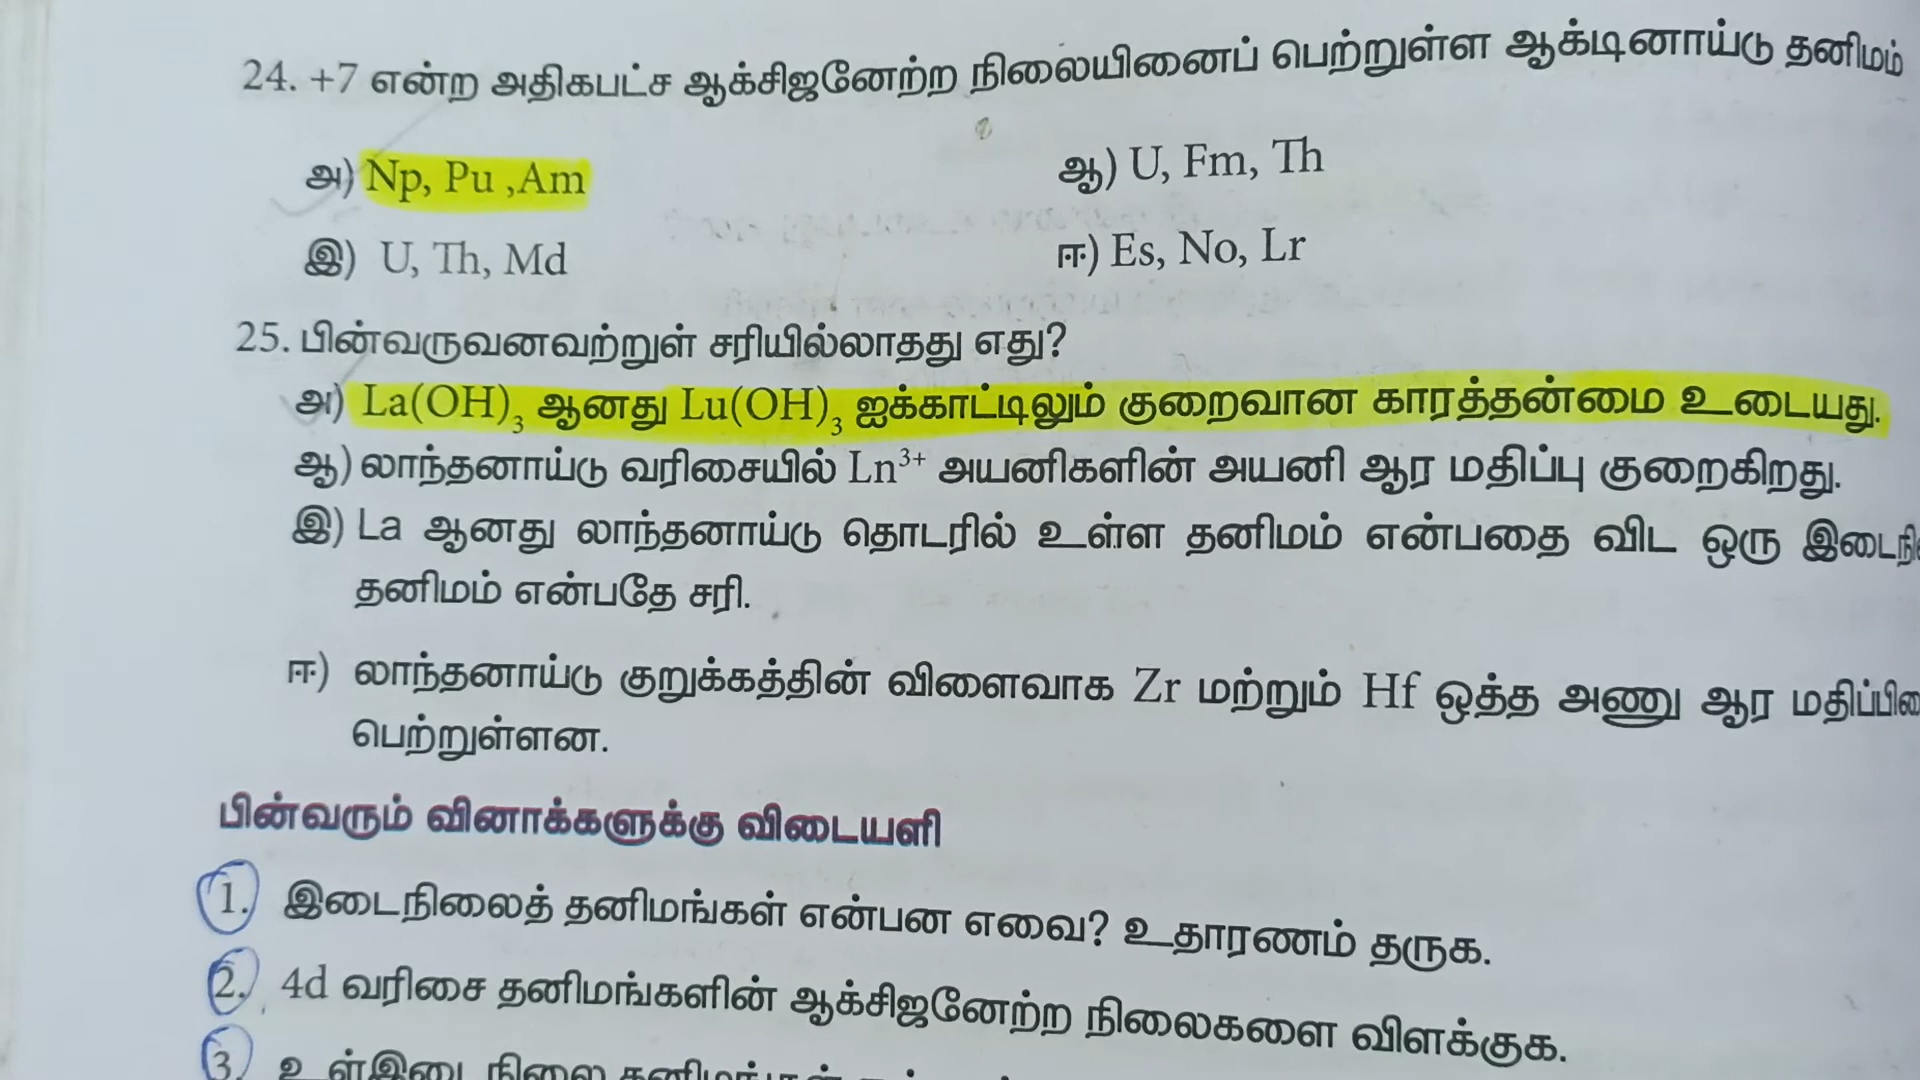 24. +7 என்ற அதிகபட்ச ஆக்சிஜனேற்ற நிலையினைப் பெற்றுள்ள ஆக்டினாய்டு தனிமம்
அ) Np, Pu ,Am ஆ) U, Fm, Th
இ) U, Th, Md ஈ) Es, No, Lr
25. பின்வருவனவற்றுள் சரியில்லாதது எது?
அ) La(OH)₃ ஆனது Lu(OH)₃ ஐக்காட்டிலும் குறைவான காரத்தன்மை உடையது.
ஆ) லாந்தனாய்டு வரிசையில் Ln³⁺ அயனிகளின் அயனி ஆர மதிப்பு குறைகிறது.
இ) La ஆனது லாந்தனாய்டு தொடரில் உள்ள தனிமம் என்பதை விட ஒரு
தனிமம் என்பதே சரி.
ஈ) லாந்தனாய்டு குறுக்கத்தின் விளைவாக Zr மற்றும் Hf ஒத்த அணு ஆர
பெற்றுள்ளன.
பின்வரும் வினாக்களுக்கு விடையளி
1. இடைநிலைத் தனிமங்கள் என்பன எவை? உதாரணம் தருக.
2. 4d வரிசை தனிமங்களின் ஆக்சிஜனேற்ற நிலைகளை விளக்குக.
3.